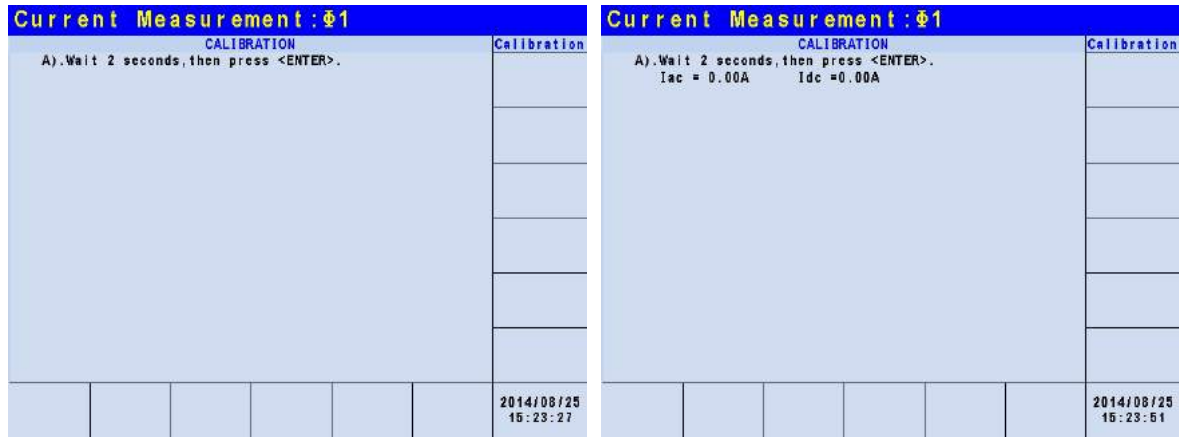 Current Measurement:Φ1
CALIBRATION
Calibration
A).Wait 2 seconds,then press <ENTER>.
2014/08/25
15:23:27
Current Measurement:Φ1
CALIBRATION
Calibration
A).Wait 2 seconds,then press <ENTER>.
Iac = 0.00A Idc =0.00A
2014/08/25
15:23:51